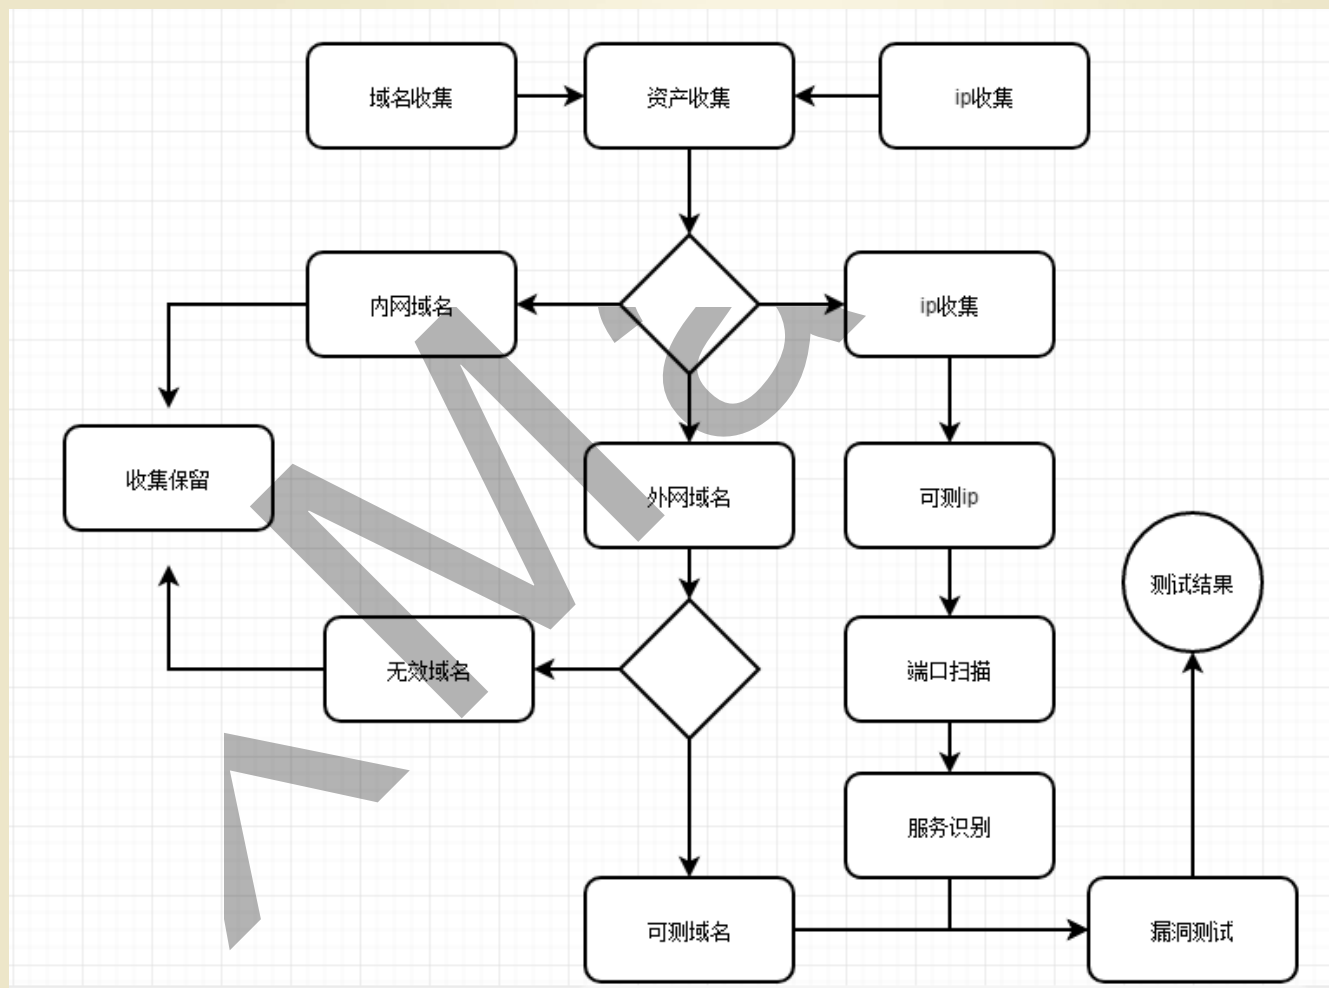 域名收集
资产收集
ip收集
内网域名
ip收集
收集保留
外网域名
可测ip
测试结果
无效域名
端口扫描
服务识别
可测域名
漏洞测试